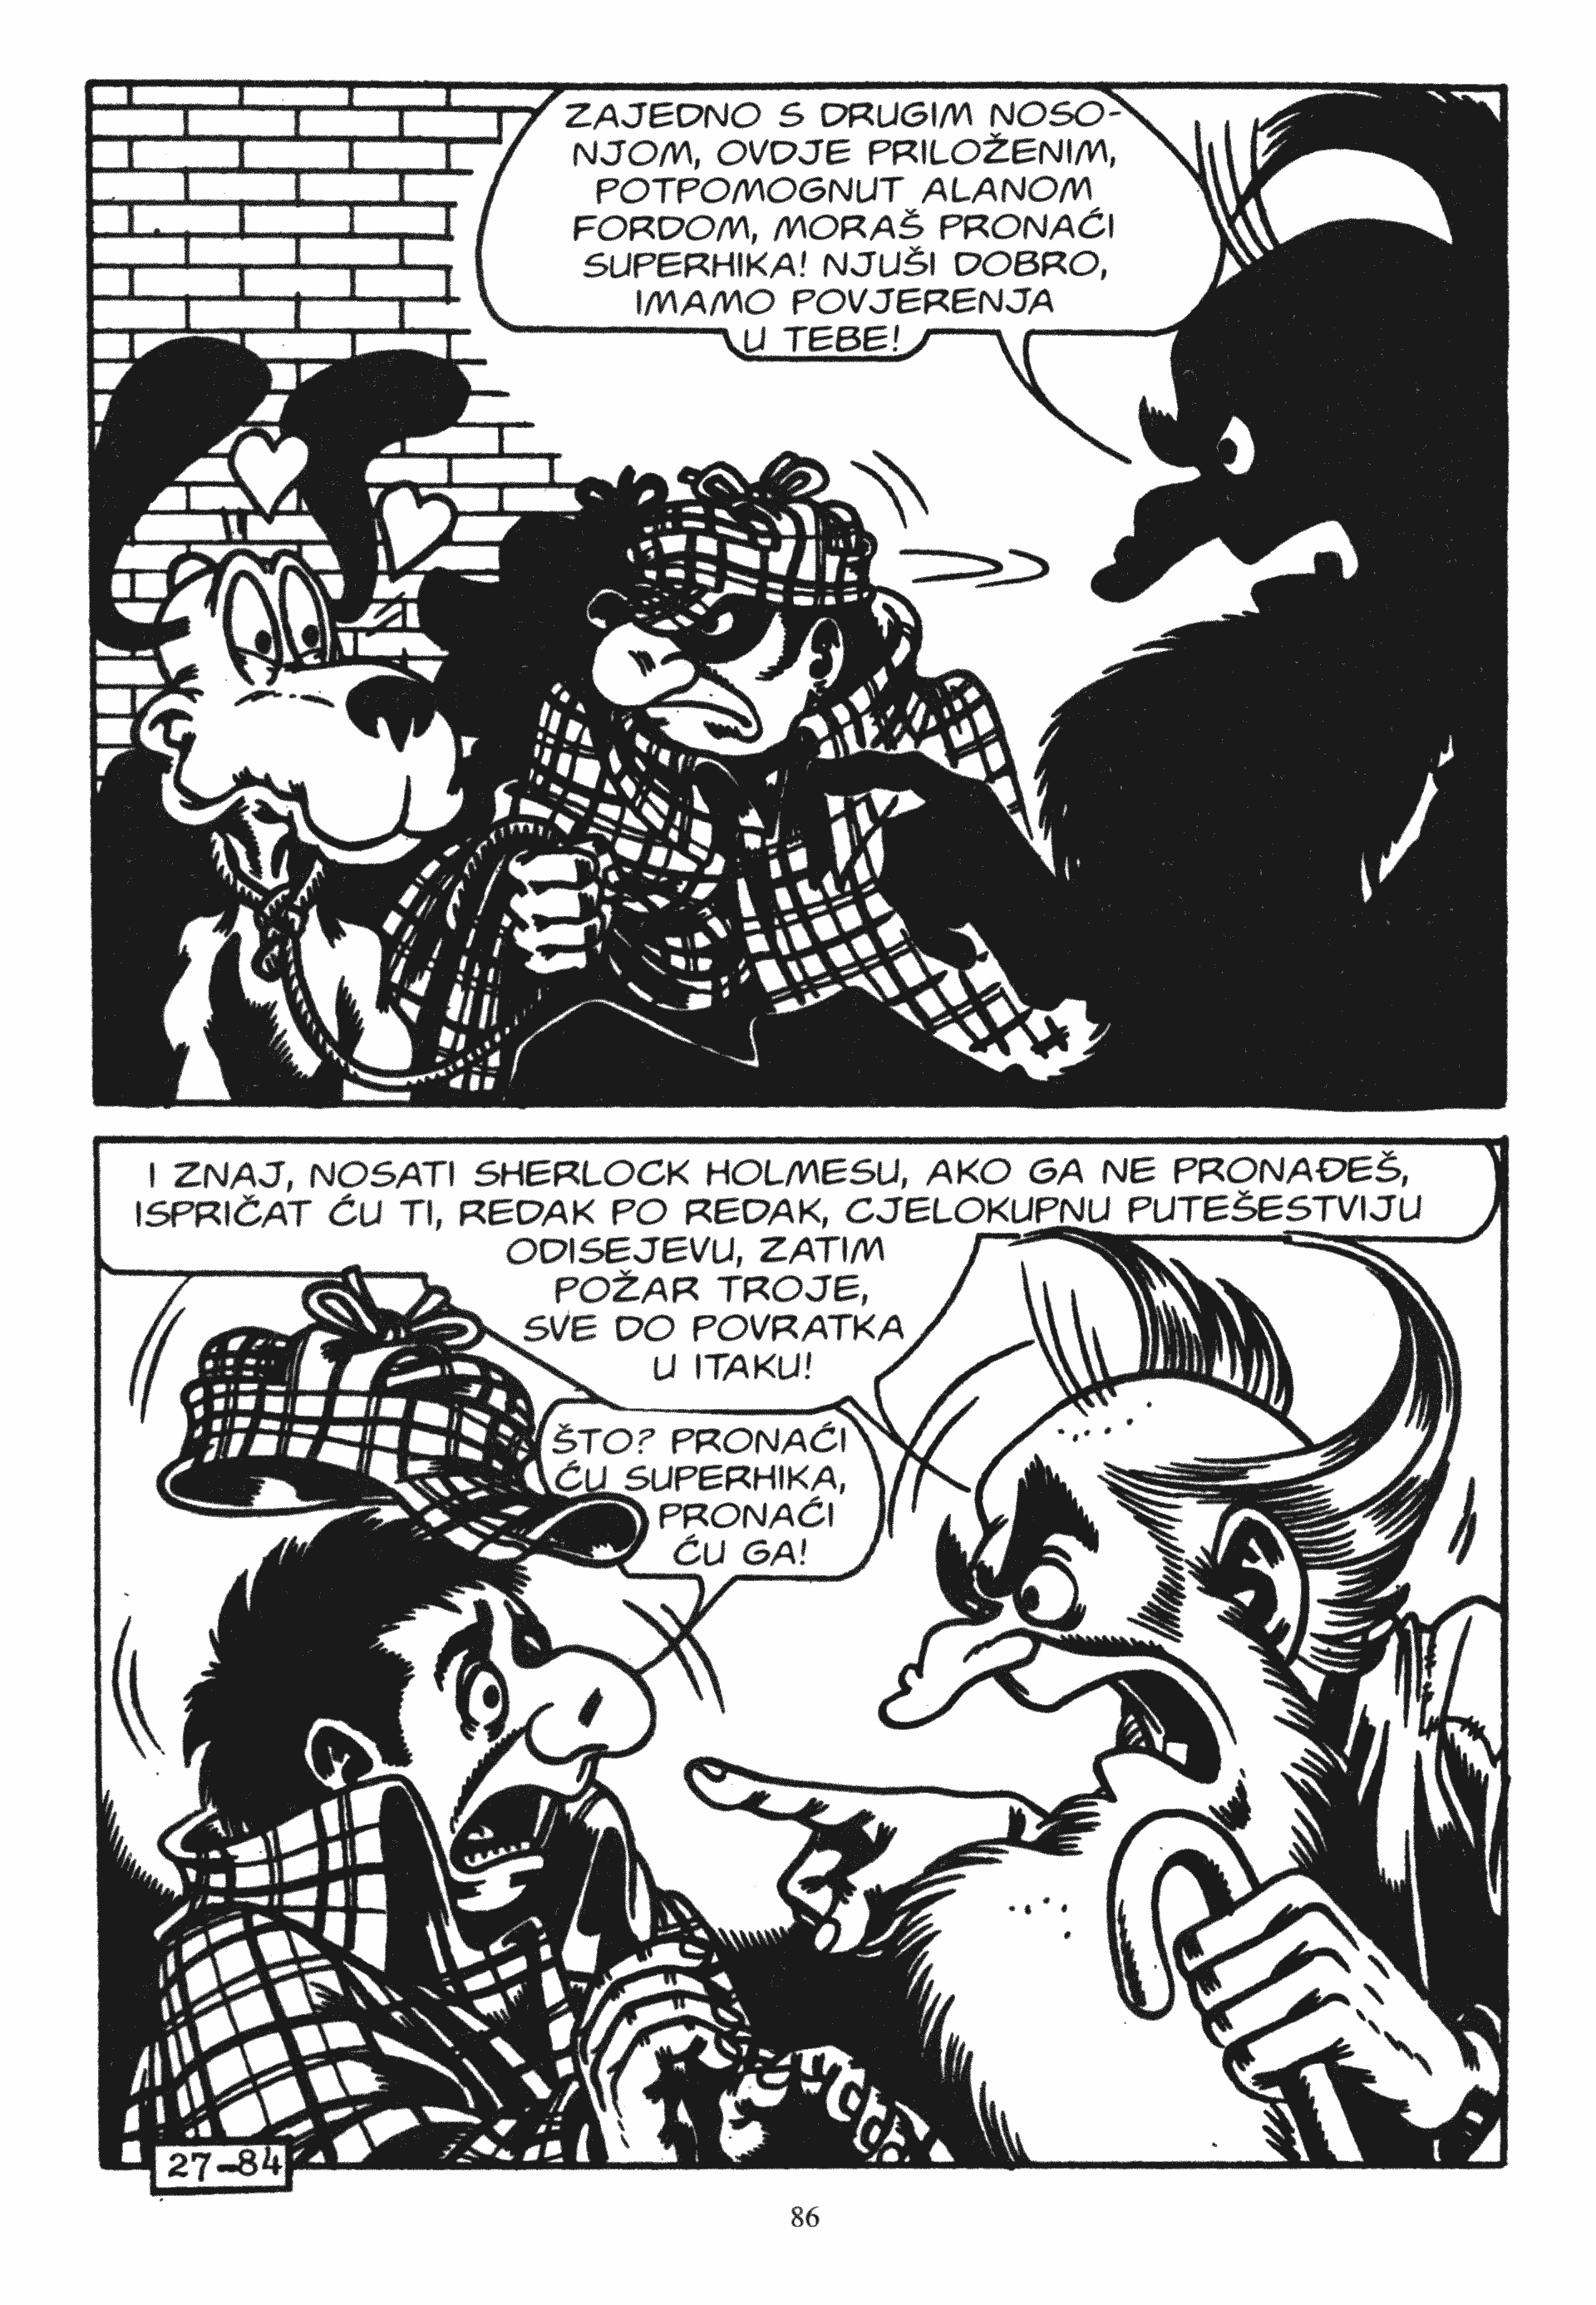 ZAJEDNO S DRUGIM NOSO-
NJOM, OVDJE PRILOŽENIM,
POTPOMOGNUT ALANOM
FORDOM, MORAŠ PRONAĆI
SUPERHIKA! NJUŠI DOBRO,
IMAMO POVJERENJA
U TEBE!
I ZNAJ, NOSATI SHERLOCK HOLMESU, AKO GA NE PRONAĐEŠ,
ISPRIČAT ĆU TI, REDAK PO REDAK, CJELOKUPNU PUTEŠESTVIJU
ODISEJEVU, ZATIM
POŽAR TROJE,
SVE DO POVRATKA
U ITAKU!
ŠTO? PRONAĆI
ĆU SUPERHIKA,
PRONAĆI
ĆU GA!
27-84
86